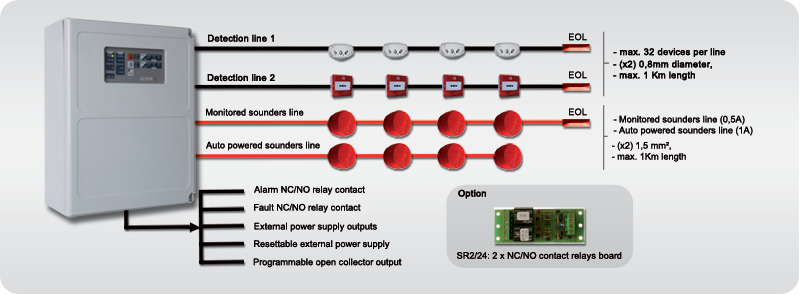 Detection line 1
EOL
Detection line 2
EOL
- max. 32 devices per line
- (x2) 0,8mm diameter,
- max. 1 Km length
Monitored sounders line
EOL
Auto powered sounders line
- Monitored sounders line (0,5A)
- Auto powered sounders line (1A)
- (x2) 1,5 mm²,
- max. 1Km length
Alarm NC/NO relay contact
Fault NC/NO relay contact
External power supply outputs
Resettable external power supply
Programmable open collector output
Option
SR2/24: 2 x NC/NO contact relays board